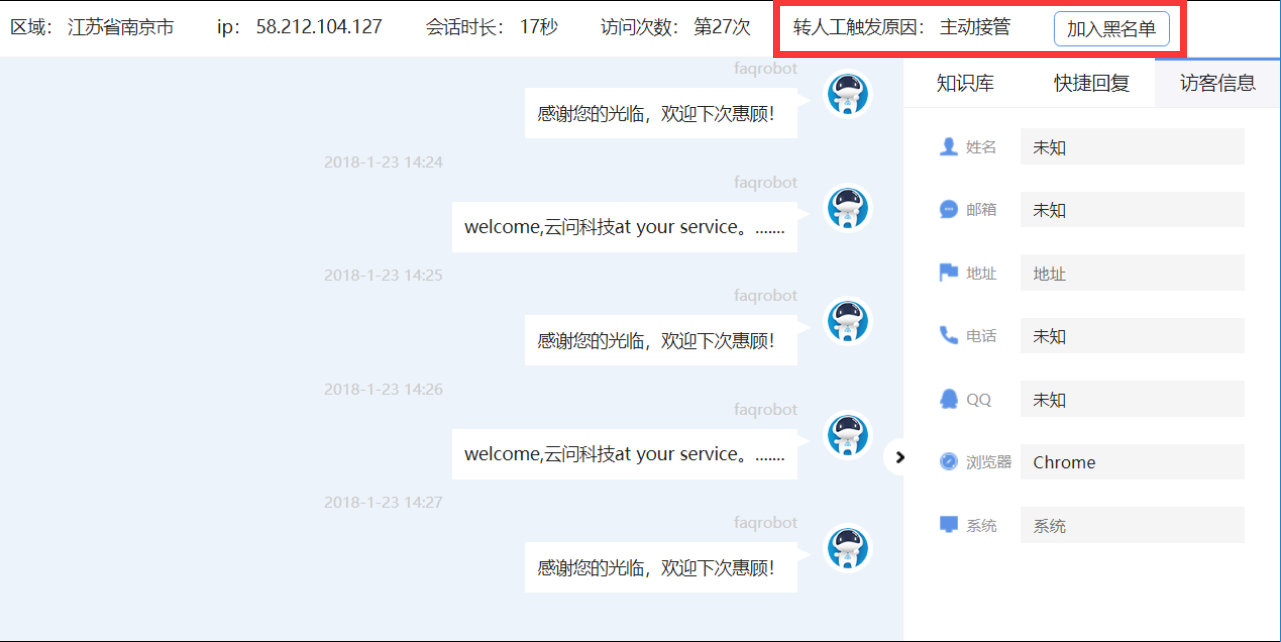 区域： 江苏省南京市 ip： 58.212.104.127 会话时长： 17秒 访问次数： 第27次 转人工触发原因： 主动接管 加入黑名单
faqrobot
感谢您的光临，欢迎下次惠顾！
2018-1-23 14:24
faqrobot
welcome,云问科技at your service。.......
2018-1-23 14:25
faqrobot
感谢您的光临，欢迎下次惠顾！
2018-1-23 14:26
faqrobot
welcome,云问科技at your service。.......
2018-1-23 14:27
faqrobot
感谢您的光临，欢迎下次惠顾！
知识库 快捷回复 访客信息
姓名 未知
邮箱 未知
地址 地址
电话 未知
QQ 未知
浏览器 Chrome
系统 系统